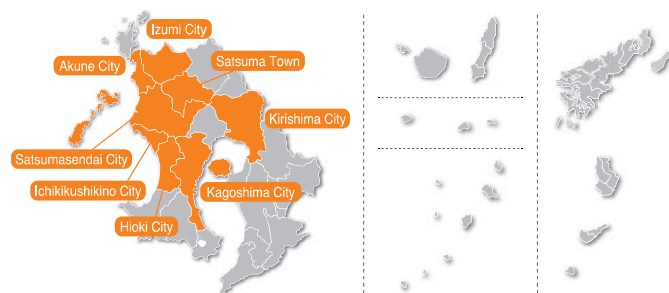 Izumi City
Akune City
Satsuma Town
Kirishima City
Satsumasendai City
Ichikikushikino City
Kagoshima City
Hioki City